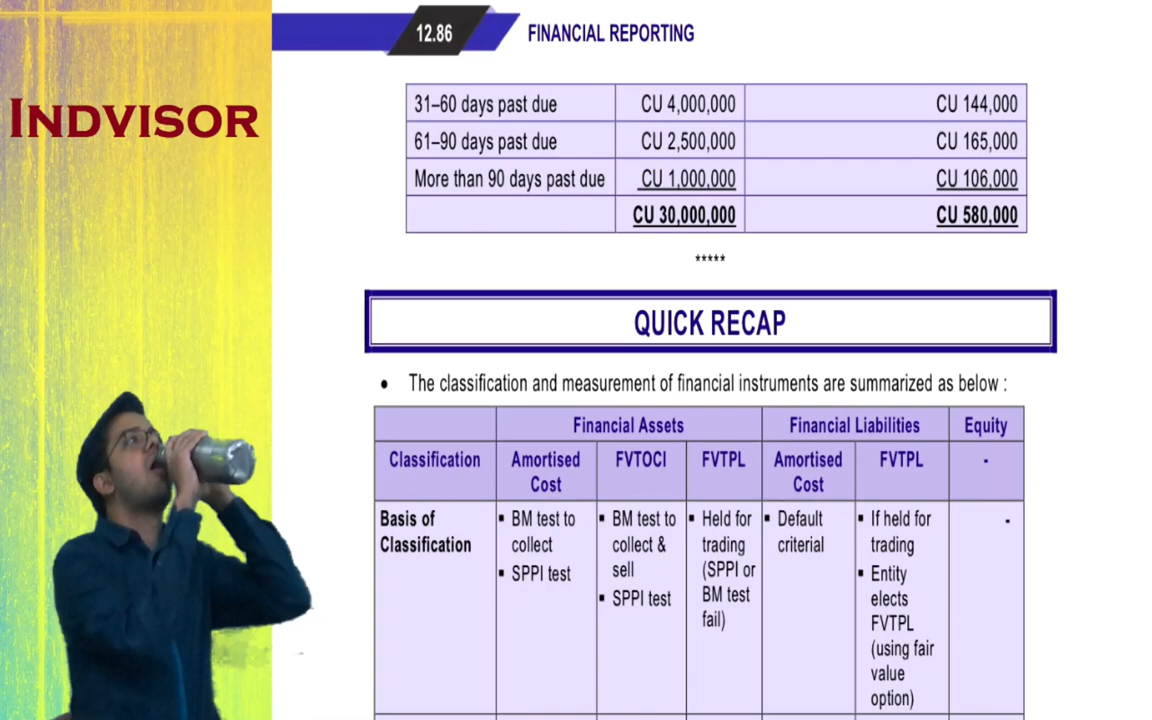 INDVISOR
12.86 FINANCIAL REPORTING
31–60 days past due CU 4,000,000 CU 144,000
61–90 days past due CU 2,500,000 CU 165,000
More than 90 days past due CU 1,000,000 CU 106,000
CU 30,000,000 CU 580,000
*****
QUICK RECAP
• The classification and measurement of financial instruments are summarized as below :
Financial Assets Financial Liabilities Equity
Classification Amortised Cost FVTOCI FVTPL Amortised Cost FVTPL -
Basis of Classification
▪ BM test to collect
▪ SPPI test
▪ BM test to collect & sell
▪ SPPI test
▪ Held for trading (SPPI or BM test fail)
▪ Default criterial
▪ If held for trading
▪ Entity elects FVTPL (using fair value option)
-